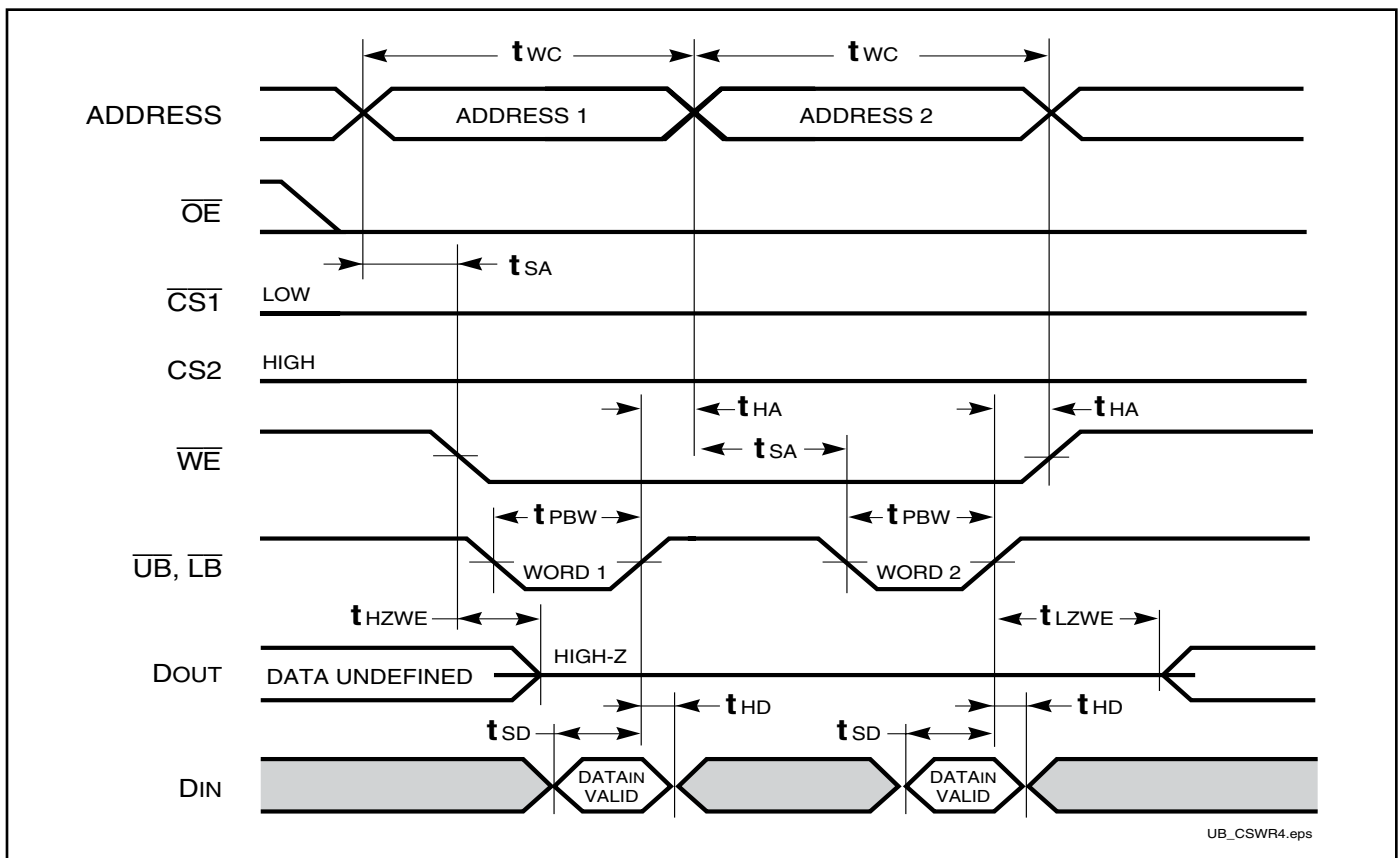 tWC tWC
ADDRESS ADDRESS 1 ADDRESS 2
OE
tSA
CS1 LOW
CS2 HIGH
tHA tHA
WE tSA
tPBW tPBW
UB, LB WORD 1 WORD 2
tHZWE tLZWE
DOUT DATA UNDEFINED HIGH-Z
tHD tHD
tSD tSD
DIN DATAIN VALID DATAIN VALID
UB_CSWR4.eps